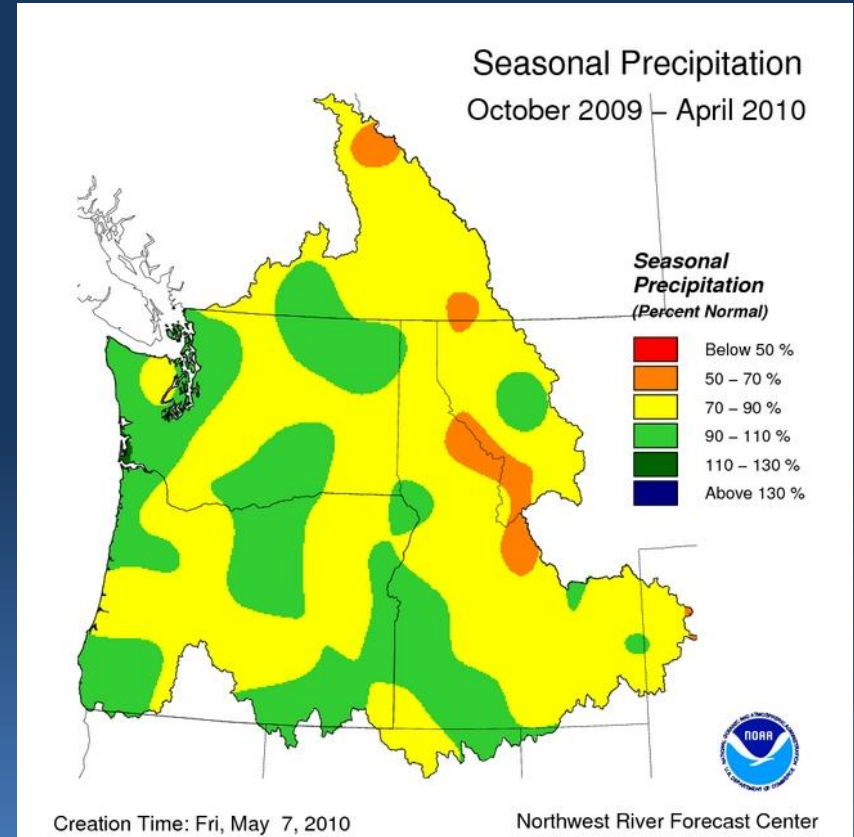 Seasonal Precipitation
October 2009 – April 2010
Seasonal
Precipitation
(Percent Normal)
Below 50 %
50 – 70 %
70 – 90 %
90 – 110 %
110 – 130 %
Above 130 %
NOAA
Creation Time: Fri, May 7, 2010
Northwest River Forecast Center